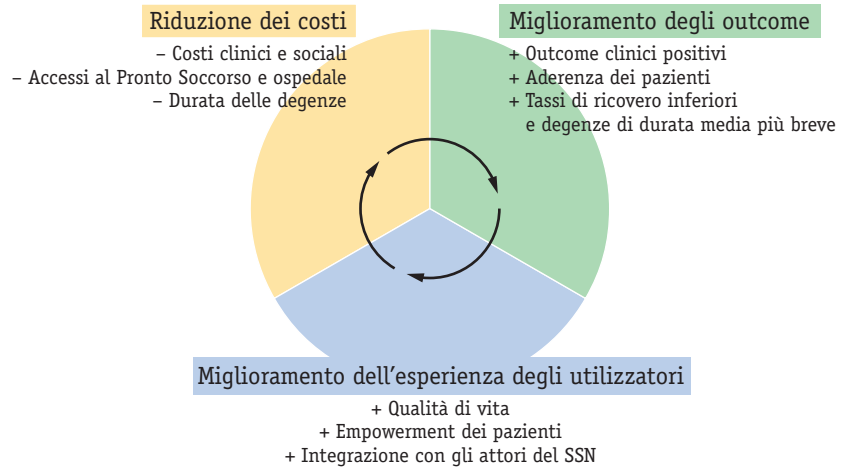 Riduzione dei costi
– Costi clinici e sociali
– Accessi al Pronto Soccorso e ospedale
– Durata delle degenze
Miglioramento degli outcome
+ Outcome clinici positivi
+ Aderenza dei pazienti
+ Tassi di ricovero inferiori
e degenze di durata media più breve
Miglioramento dell'esperienza degli utilizzatori
+ Qualità di vita
+ Empowerment dei pazienti
+ Integrazione con gli attori del SSN